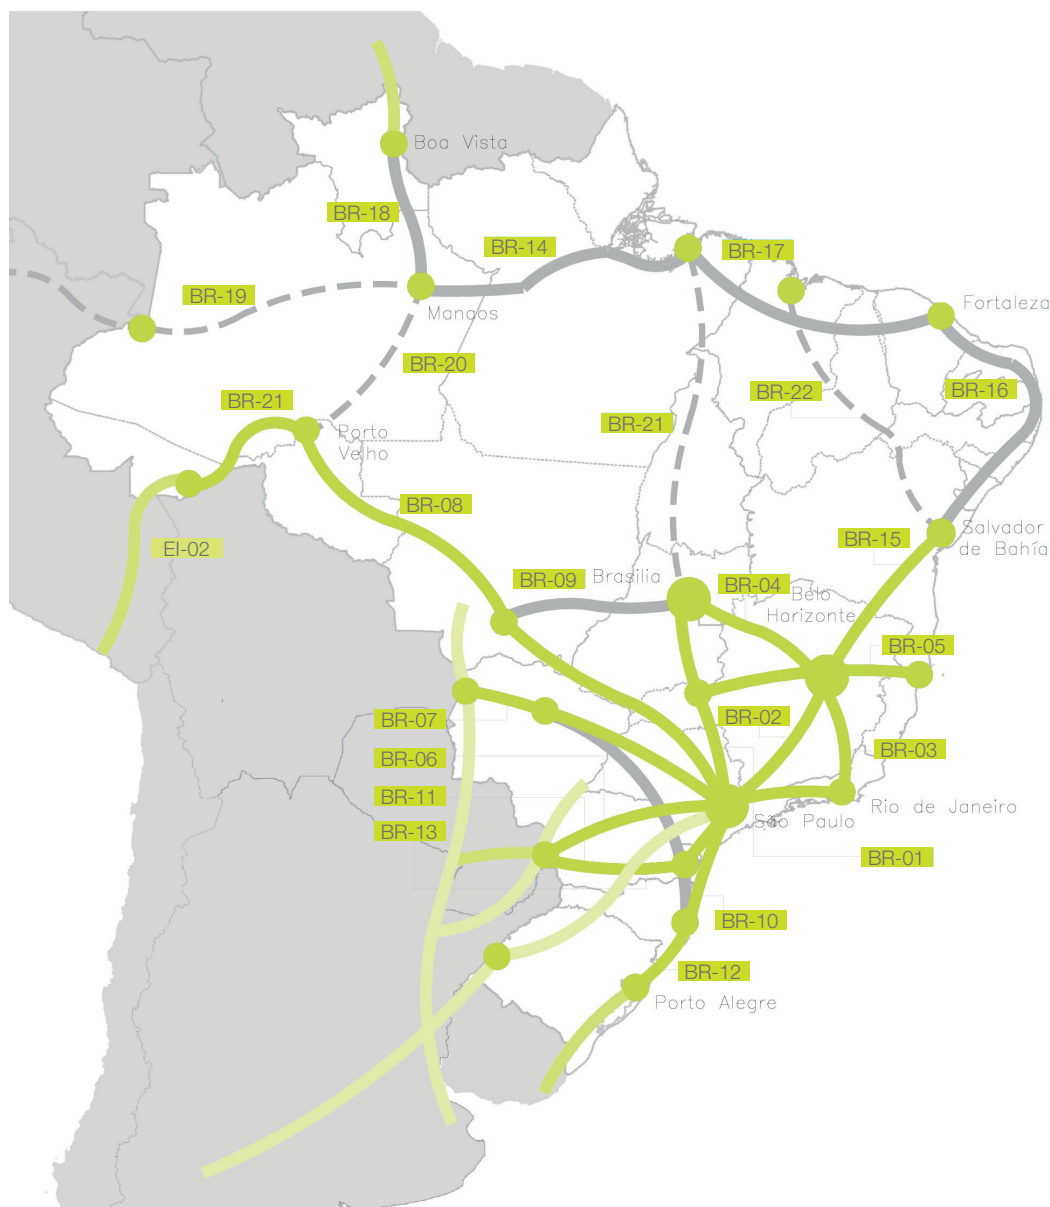 Boa Vista
BR-18
BR-14
BR-17
BR-19
Manaos
Fortaleza
BR-20
BR-16
BR-22
BR-21
BR-21
Porto
Velho
BR-08
EI-02
BR-15
Salvador
de Bahía
BR-09
Brasilia
BR-04
Belo
Horizonte
BR-05
BR-07
BR-02
BR-03
BR-06
BR-11
Rio de Janeiro
São Paulo
BR-13
BR-01
BR-10
BR-12
Porto Alegre